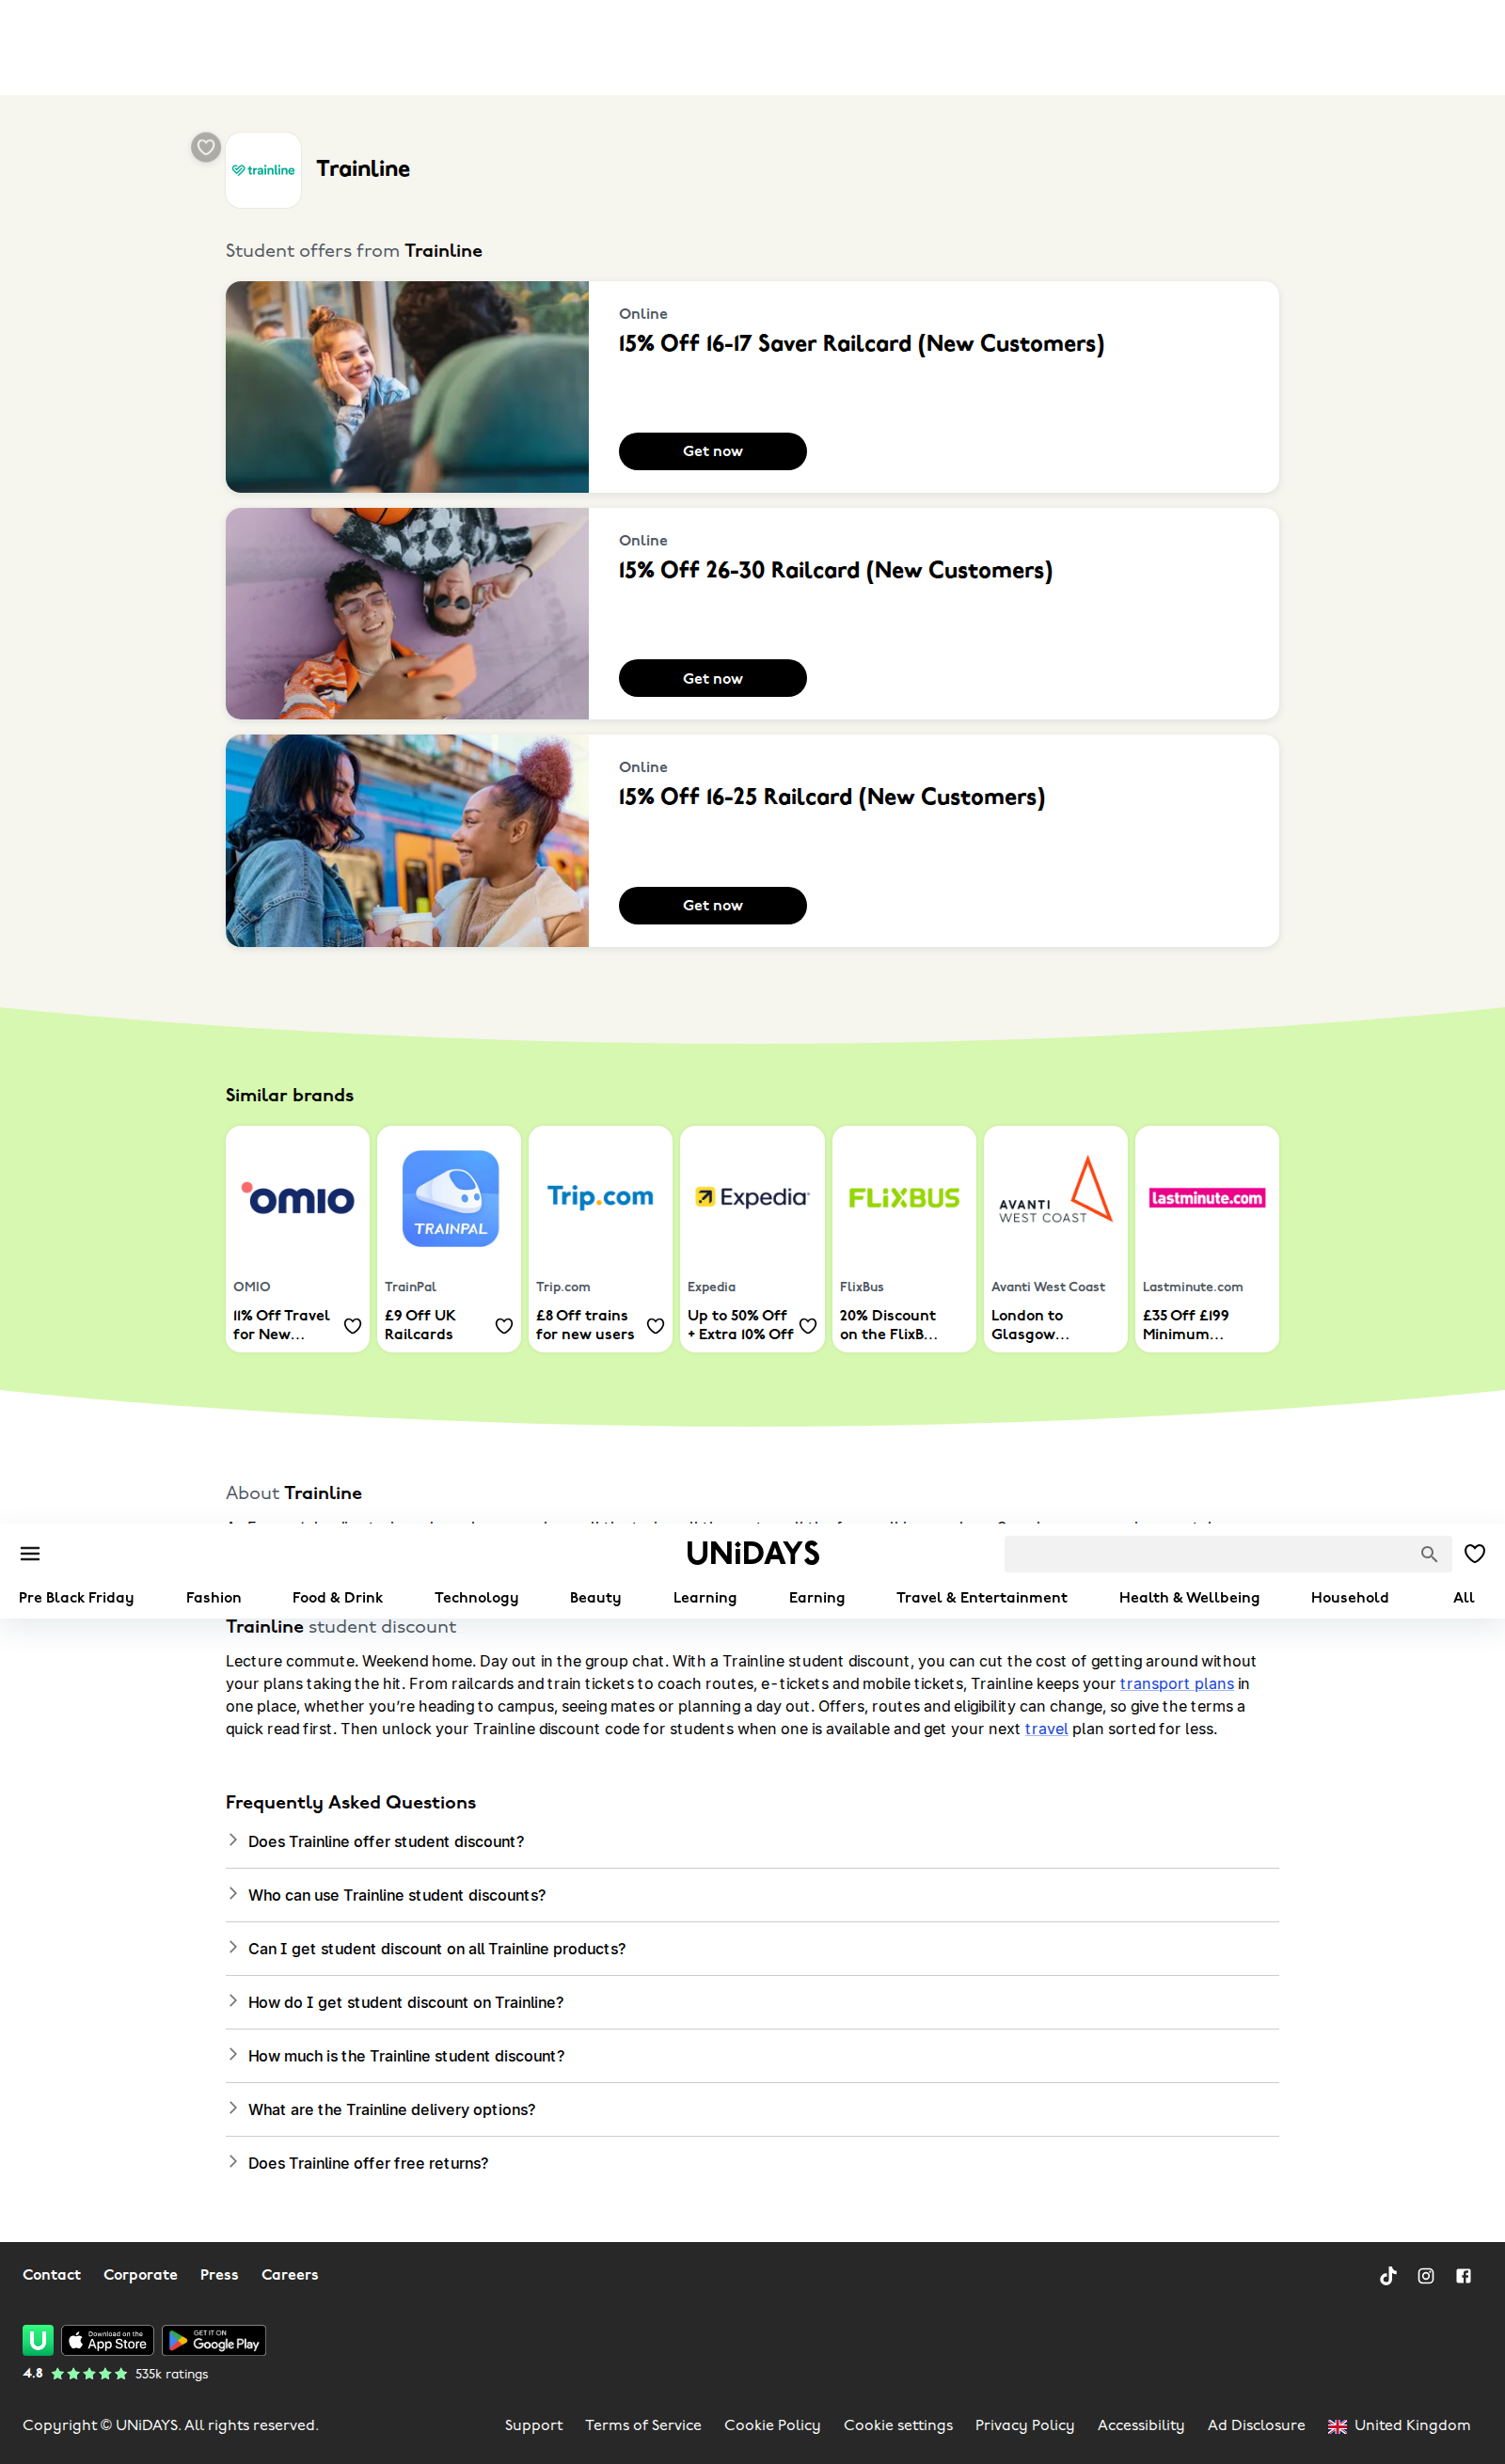 trainline
Trainline
Student offers from Trainline
Online
15% Off 16-17 Saver Railcard (New Customers)
Get now
Online
15% Off 26-30 Railcard (New Customers)
Get now
Online
15% Off 16-25 Railcard (New Customers)
Get now
Similar brands
OMIO
OMIO
11% Off Travel
for New...
TRAINPAL
TrainPal
£9 Off UK
Railcards
Trip.com
Trip.com
£8 Off trains
for new users
Expedia
Expedia
Up to 50% Off
+ Extra 10% Off
FLiXBUS
FlixBus
20% Discount
on the FlixB...
AVANTI
WEST COAST
Avanti West Coast
London to
Glasgow...
lastminute.com
Lastminute.com
£35 Off £199
Minimum...
About Trainline
UNiDAYS
Pre Black Friday Fashion Food & Drink Technology Beauty Learning Earning Travel & Entertainment Health & Wellbeing Household All
Trainline student discount
Lecture commute. Weekend home. Day out in the group chat. With a Trainline student discount, you can cut the cost of getting around without
your plans taking the hit. From railcards and train tickets to coach routes, e-tickets and mobile tickets, Trainline keeps your transport plans in
one place, whether you’re heading to campus, seeing mates or planning a day out. Offers, routes and eligibility can change, so give the terms a
quick read first. Then unlock your Trainline discount code for students when one is available and get your next travel plan sorted for less.
Frequently Asked Questions
Does Trainline offer student discount?
Who can use Trainline student discounts?
Can I get student discount on all Trainline products?
How do I get student discount on Trainline?
How much is the Trainline student discount?
What are the Trainline delivery options?
Does Trainline offer free returns?
Contact Corporate Press Careers
U
Download on the
App Store
GET IT ON
Google Play
4.8 535k ratings
Copyright © UNiDAYS. All rights reserved. Support Terms of Service Cookie Policy Cookie settings Privacy Policy Accessibility Ad Disclosure United Kingdom